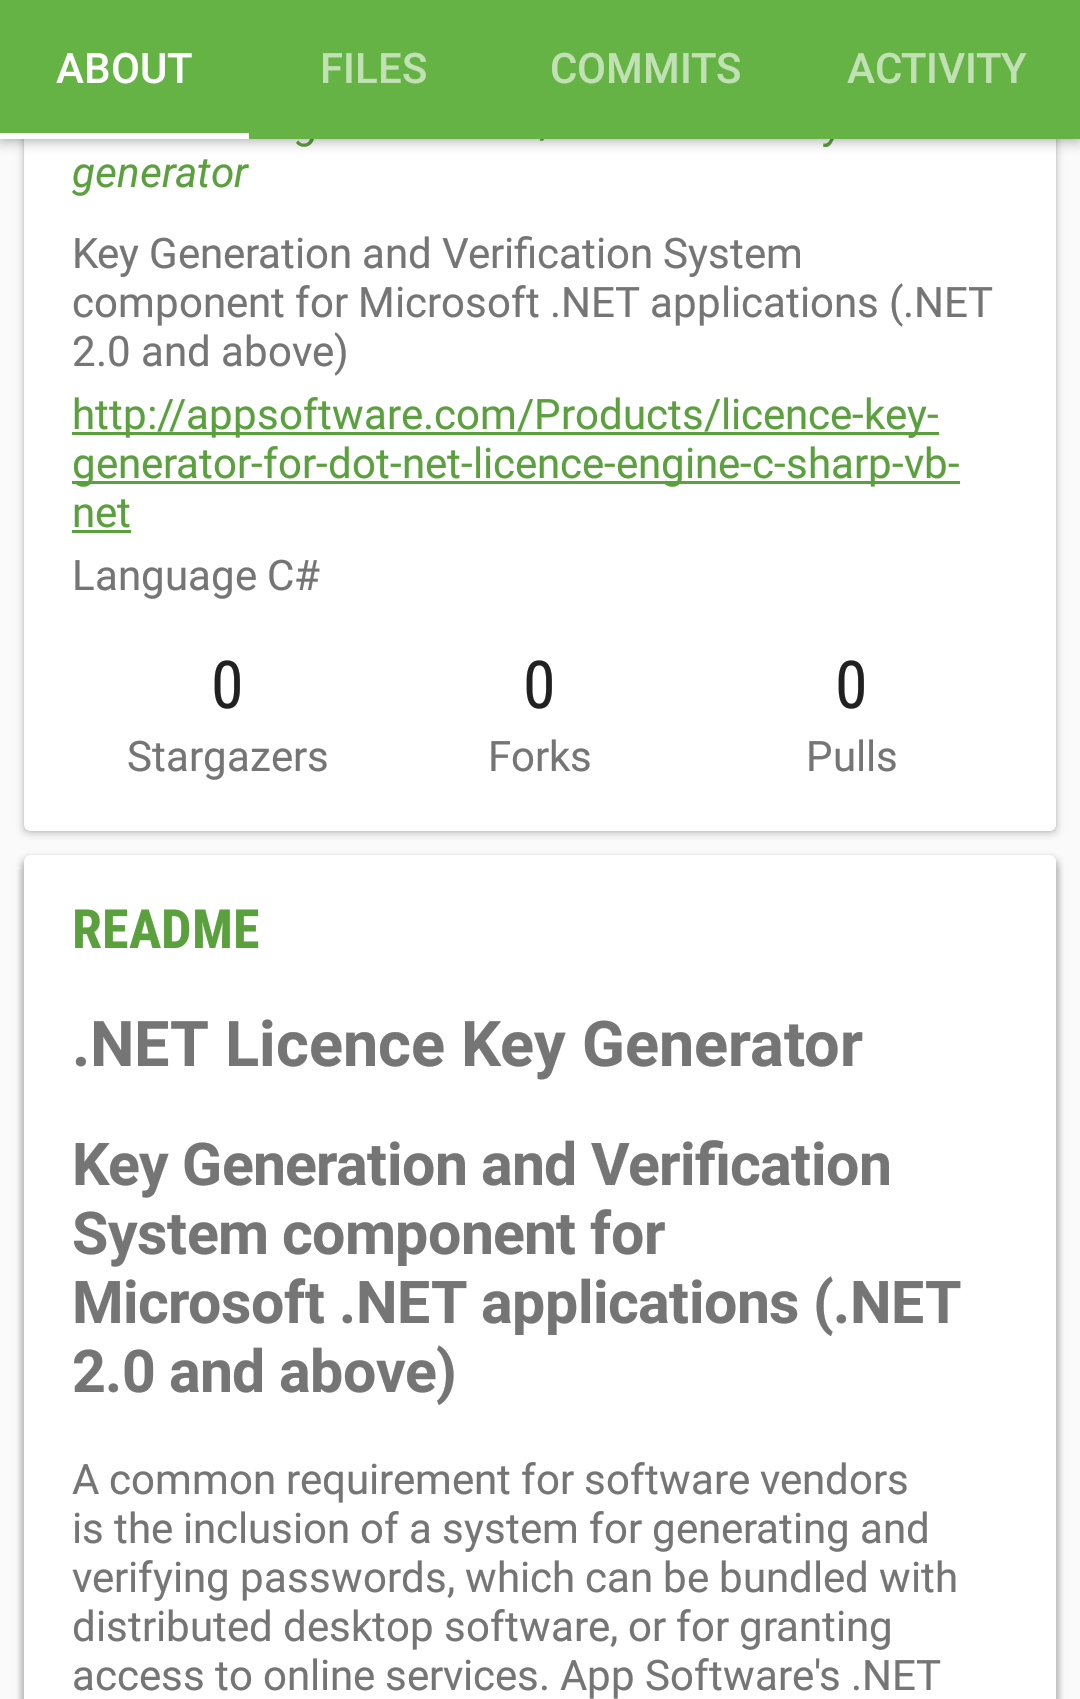 ABOUT FILES COMMITS ACTIVITY
generator
Key Generation and Verification System
component for Microsoft .NET applications (.NET
2.0 and above)
http://appsoftware.com/Products/licence-key-
generator-for-dot-net-licence-engine-c-sharp-vb-
net
Language C#
0 0 0
Stargazers Forks Pulls
README
.NET Licence Key Generator
Key Generation and Verification
System component for
Microsoft .NET applications (.NET
2.0 and above)
A common requirement for software vendors
is the inclusion of a system for generating and
verifying passwords, which can be bundled with
distributed desktop software, or for granting
access to online services. App Software's .NET